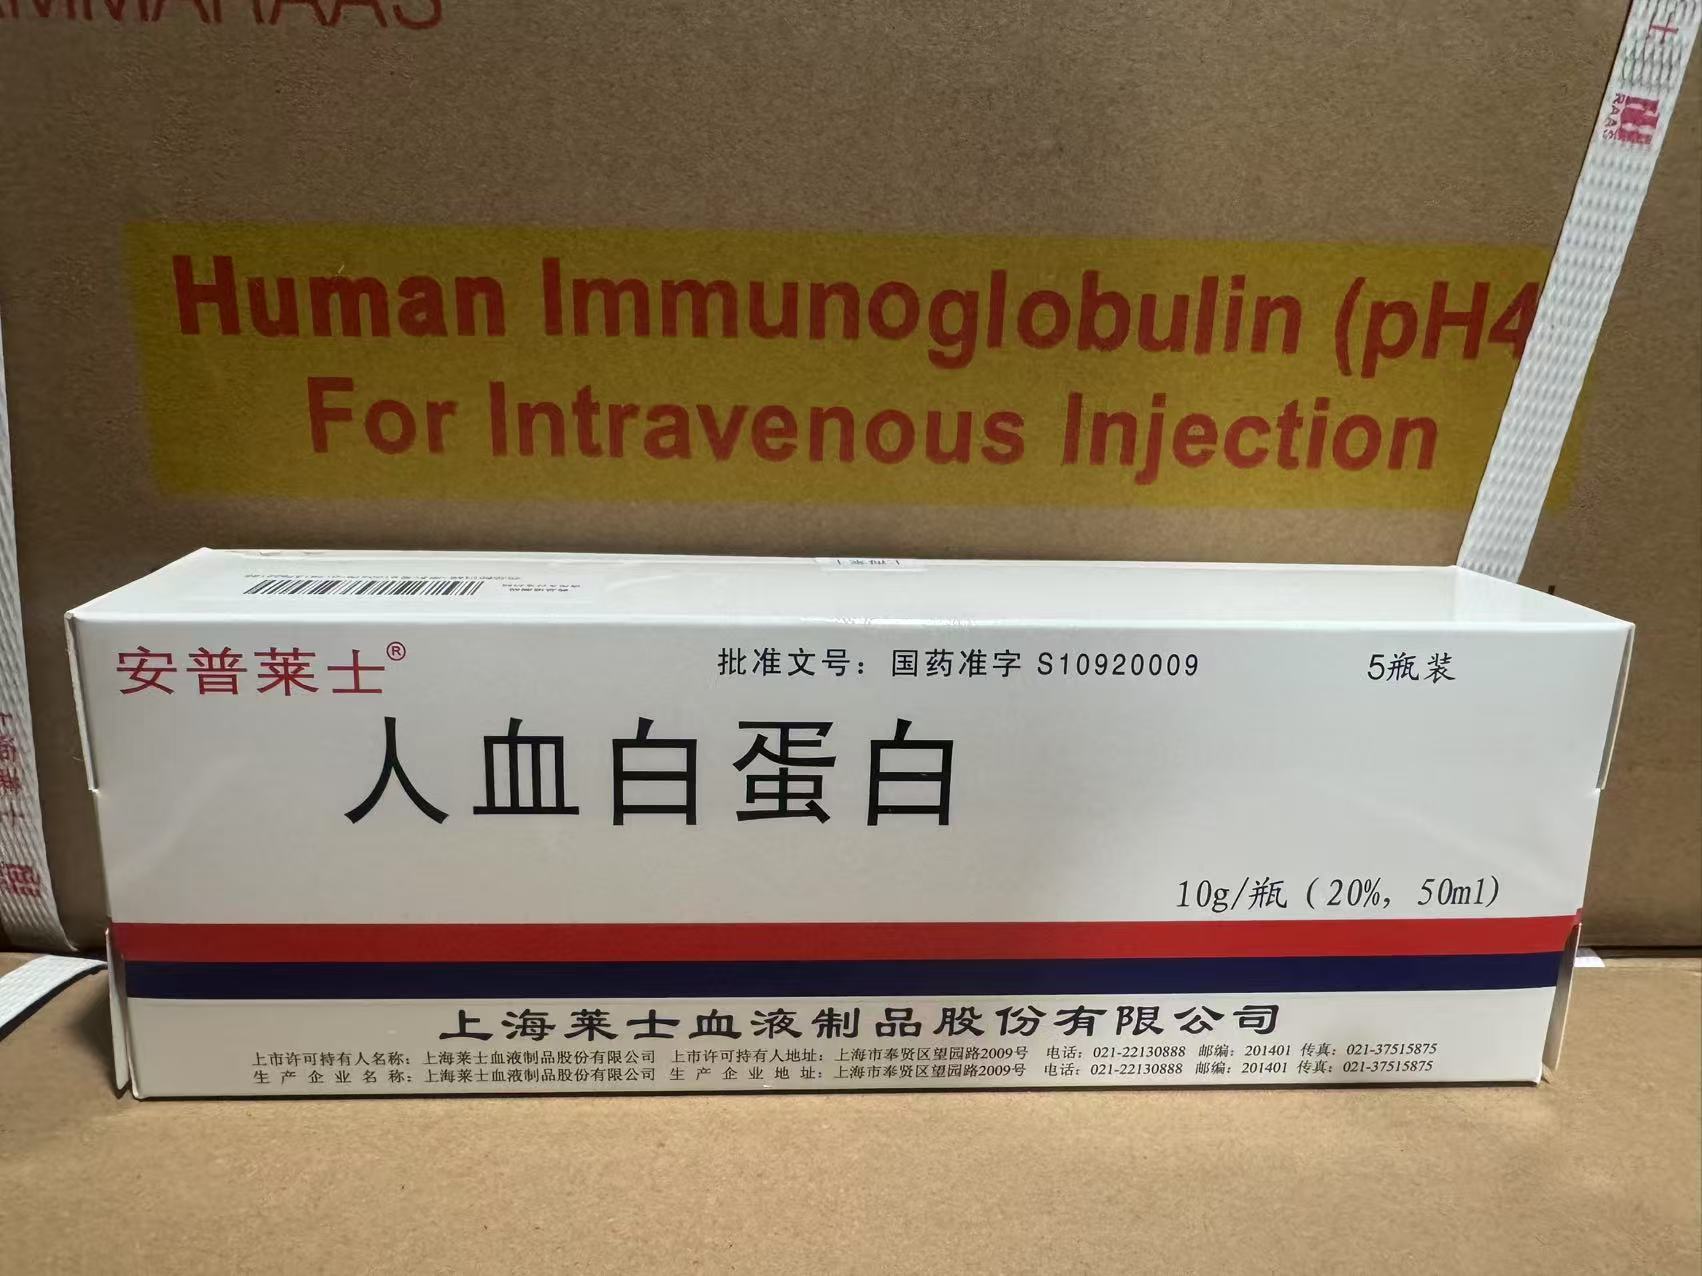 Human Immunoglobulin (pH4
For Intravenous Injection
RAAS
安普莱士®
批准文号：国药准字 S10920009
5瓶装
人血白蛋白
10g/瓶（20%，50ml）
上海莱士血液制品股份有限公司
上市许可持有人名称：上海莱士血液制品股份有限公司 上市许可持有人地址：上海市奉贤区望园路2009号 电话：021-22130888 邮编：201401 传真：021-37515875
生产企业名称：上海莱士血液制品股份有限公司 生产企业地址：上海市奉贤区望园路2009号 电话：021-22130888 邮编：201401 传真：021-37515875